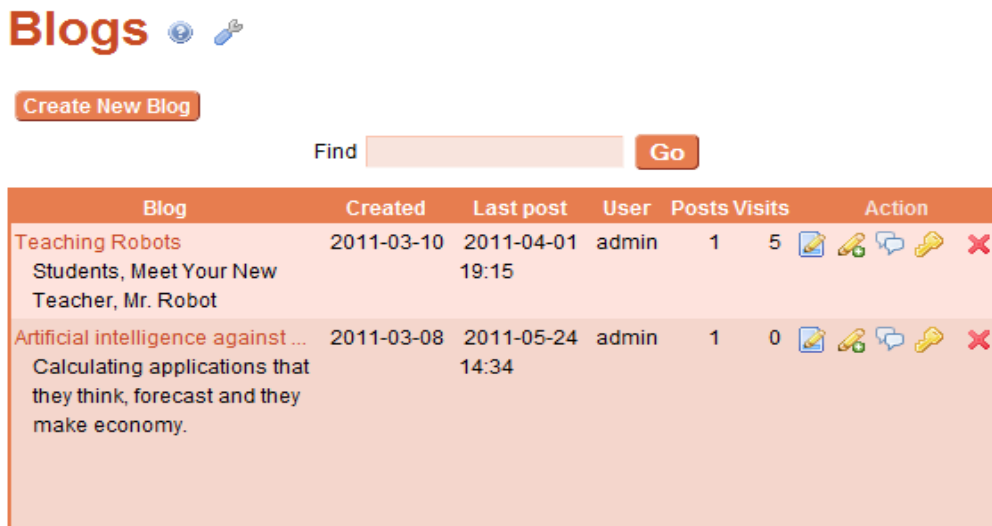 Blogs
Create New Blog
Find Go
Blog Created Last post User Posts Visits Action
Teaching Robots 2011-03-10 2011-04-01 admin 1 5
Students, Meet Your New 19:15
Teacher, Mr. Robot
Artificial intelligence against ... 2011-03-08 2011-05-24 admin 1 0
Calculating applications that 14:34
they think, forecast and they
make economy.